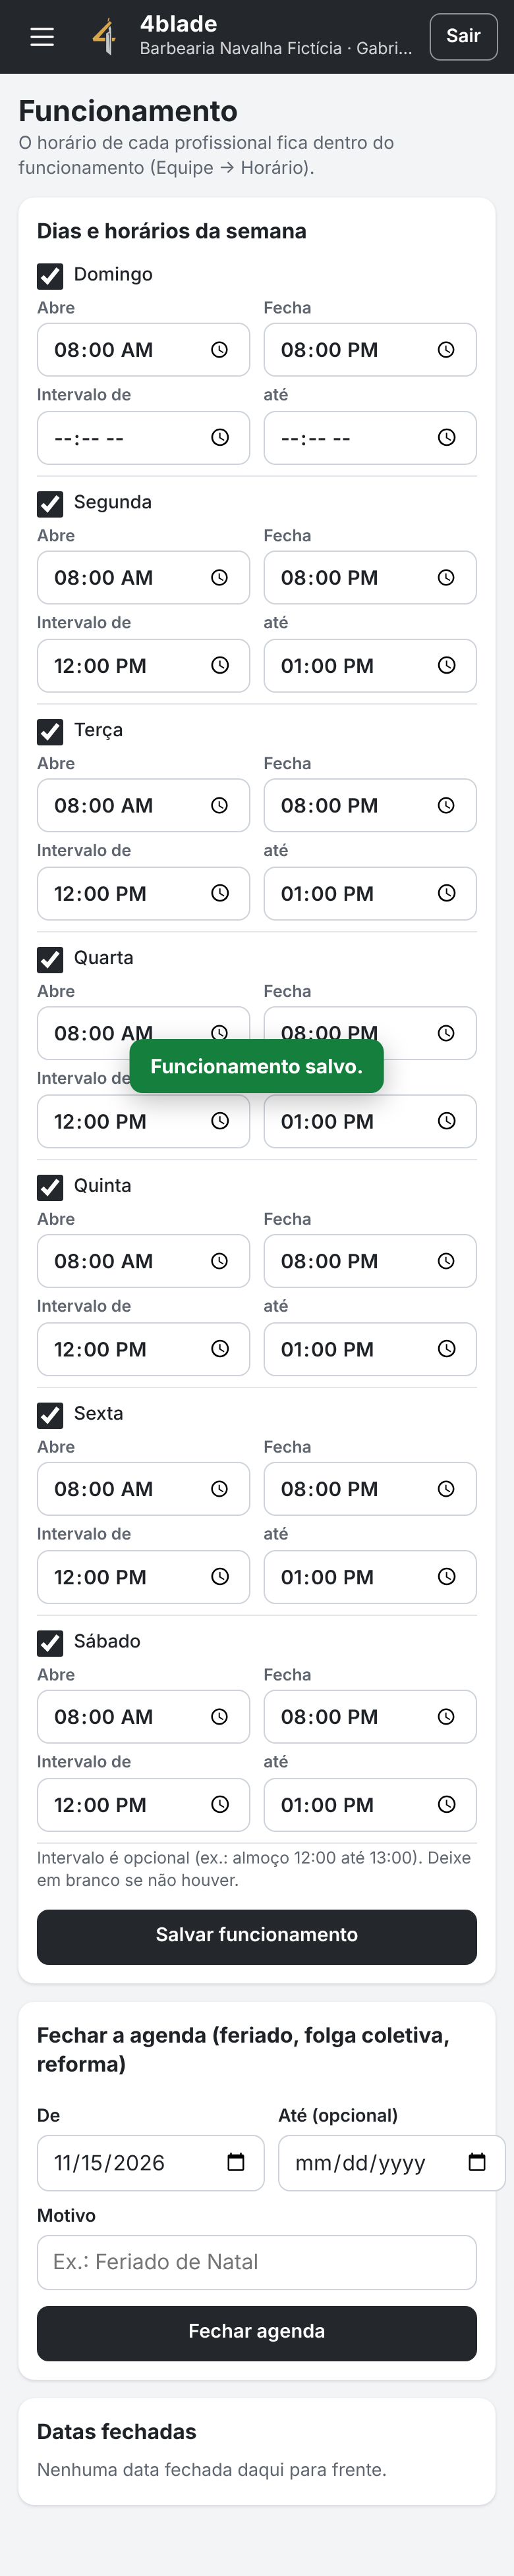 4blade
Barbearia Navalha Fictícia · Gabri...
Sair
Funcionamento
O horário de cada profissional fica dentro do
funcionamento (Equipe → Horário).
Dias e horários da semana
Domingo
Abre
Fecha
08:00 AM
08:00 PM
Intervalo de
até
--:-- --
--:-- --
Segunda
Abre
Fecha
08:00 AM
08:00 PM
Intervalo de
até
12:00 PM
01:00 PM
Terça
Abre
Fecha
08:00 AM
08:00 PM
Intervalo de
até
12:00 PM
01:00 PM
Quarta
Abre
Fecha
08:00 AM
08:00 PM
Funcionamento salvo.
Intervalo de
12:00 PM
01:00 PM
Quinta
Abre
Fecha
08:00 AM
08:00 PM
Intervalo de
até
12:00 PM
01:00 PM
Sexta
Abre
Fecha
08:00 AM
08:00 PM
Intervalo de
até
12:00 PM
01:00 PM
Sábado
Abre
Fecha
08:00 AM
08:00 PM
Intervalo de
até
12:00 PM
01:00 PM
Intervalo é opcional (ex.: almoço 12:00 até 13:00). Deixe
em branco se não houver.
Salvar funcionamento
Fechar a agenda (feriado, folga coletiva,
reforma)
De
Até (opcional)
11/15/2026
mm/dd/yyyy
Motivo
Ex.: Feriado de Natal
Fechar agenda
Datas fechadas
Nenhuma data fechada daqui para frente.